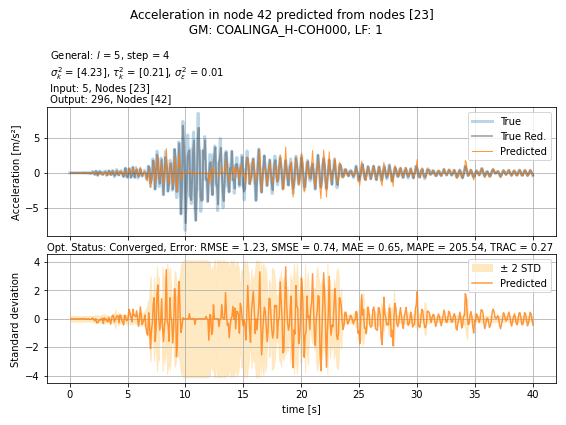 Acceleration in node 42 predicted from nodes [23]
GM: COALINGA_H-COH000, LF: 1
General: l = 5, step = 4
σ²ₖ = [4.23], τ²ₖ = [0.21], σ²ᵣ = 0.01
Input: 5, Nodes [23]
Output: 296, Nodes [42]
Acceleration [m/s²]
5
0
−5
True
True Red.
Predicted
Opt. Status: Converged, Error: RMSE = 1.23, SMSE = 0.74, MAE = 0.65, MAPE = 205.54, TRAC = 0.27
Standard deviation
4
2
0
−2
−4
± 2 STD
Predicted
0 5 10 15 20 25 30 35 40
time [s]